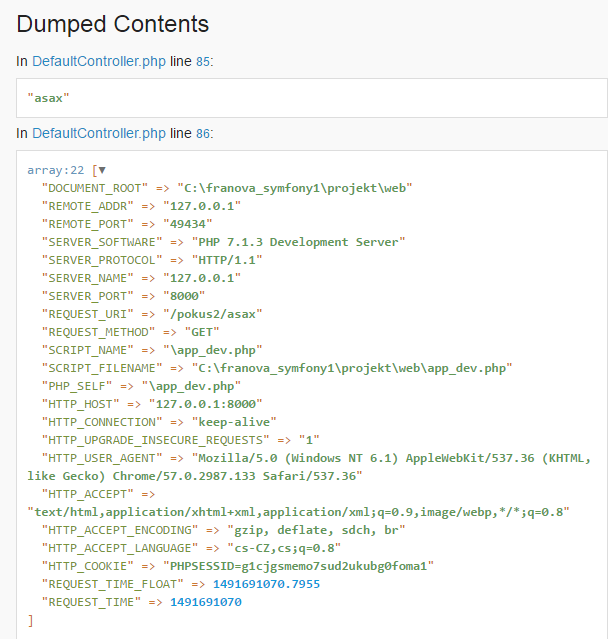 Dumped Contents
In DefaultController.php line 85:
"asax"
In DefaultController.php line 86:
array:22 [▼
"DOCUMENT_ROOT" => "C:\franova_symfony1\projekt\web"
"REMOTE_ADDR" => "127.0.0.1"
"REMOTE_PORT" => "49434"
"SERVER_SOFTWARE" => "PHP 7.1.3 Development Server"
"SERVER_PROTOCOL" => "HTTP/1.1"
"SERVER_NAME" => "127.0.0.1"
"SERVER_PORT" => "8000"
"REQUEST_URI" => "/pokus2/asax"
"REQUEST_METHOD" => "GET"
"SCRIPT_NAME" => "\app_dev.php"
"SCRIPT_FILENAME" => "C:\franova_symfony1\projekt\web\app_dev.php"
"PHP_SELF" => "\app_dev.php"
"HTTP_HOST" => "127.0.0.1:8000"
"HTTP_CONNECTION" => "keep-alive"
"HTTP_UPGRADE_INSECURE_REQUESTS" => "1"
"HTTP_USER_AGENT" => "Mozilla/5.0 (Windows NT 6.1) AppleWebKit/537.36 (KHTML,
like Gecko) Chrome/57.0.2987.133 Safari/537.36"
"HTTP_ACCEPT" =>
"text/html,application/xhtml+xml,application/xml;q=0.9,image/webp,*/*;q=0.8"
"HTTP_ACCEPT_ENCODING" => "gzip, deflate, sdch, br"
"HTTP_ACCEPT_LANGUAGE" => "cs-CZ,cs;q=0.8"
"HTTP_COOKIE" => "PHPSESSID=g1cjgsmemo7sud2ukubg0foma1"
"REQUEST_TIME_FLOAT" => 1491691070.7955
"REQUEST_TIME" => 1491691070
]